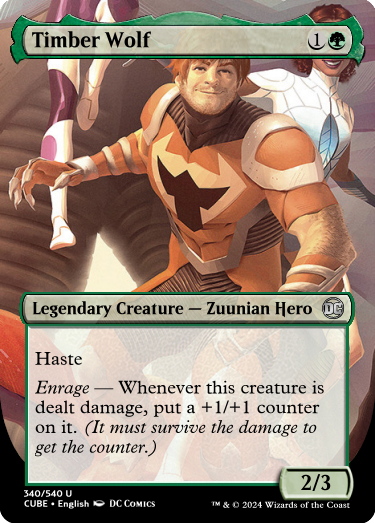 Timber Wolf 1
Legendary Creature — Zuunian Hero DC
Haste
Enrage — Whenever this creature is
dealt damage, put a +1/+1 counter
on it. (It must survive the damage to
get the counter.)
2/3
340/540 U
CUBE • English DC COMICS
™ & © 2024 Wizards of the Coast